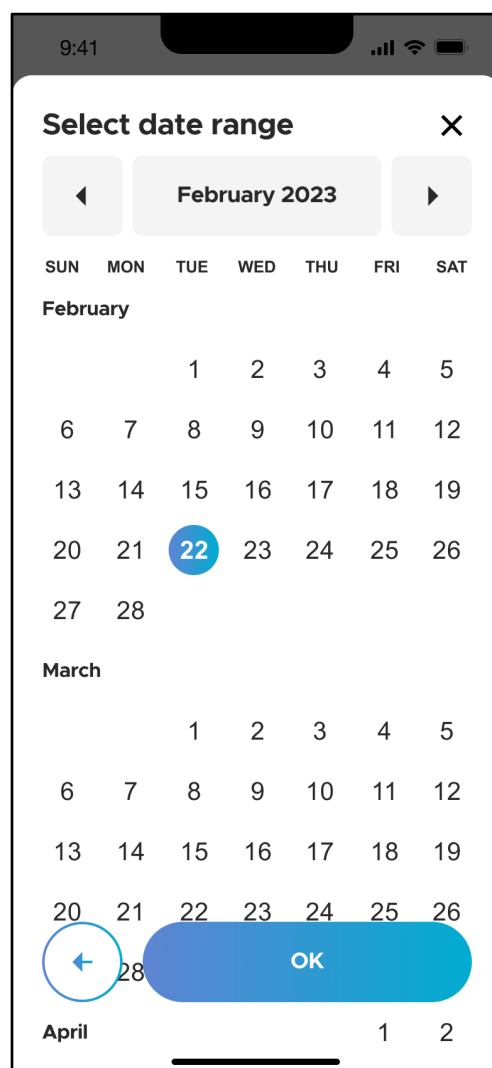 9:41
Select date range
February 2023
SUN MON TUE WED THU FRI SAT
February
1 2 3 4 5
6 7 8 9 10 11 12
13 14 15 16 17 18 19
20 21 22 23 24 25 26
27 28
March
1 2 3 4 5
6 7 8 9 10 11 12
13 14 15 16 17 18 19
20 21 22 23 24 25 26
28 OK
April 1 2